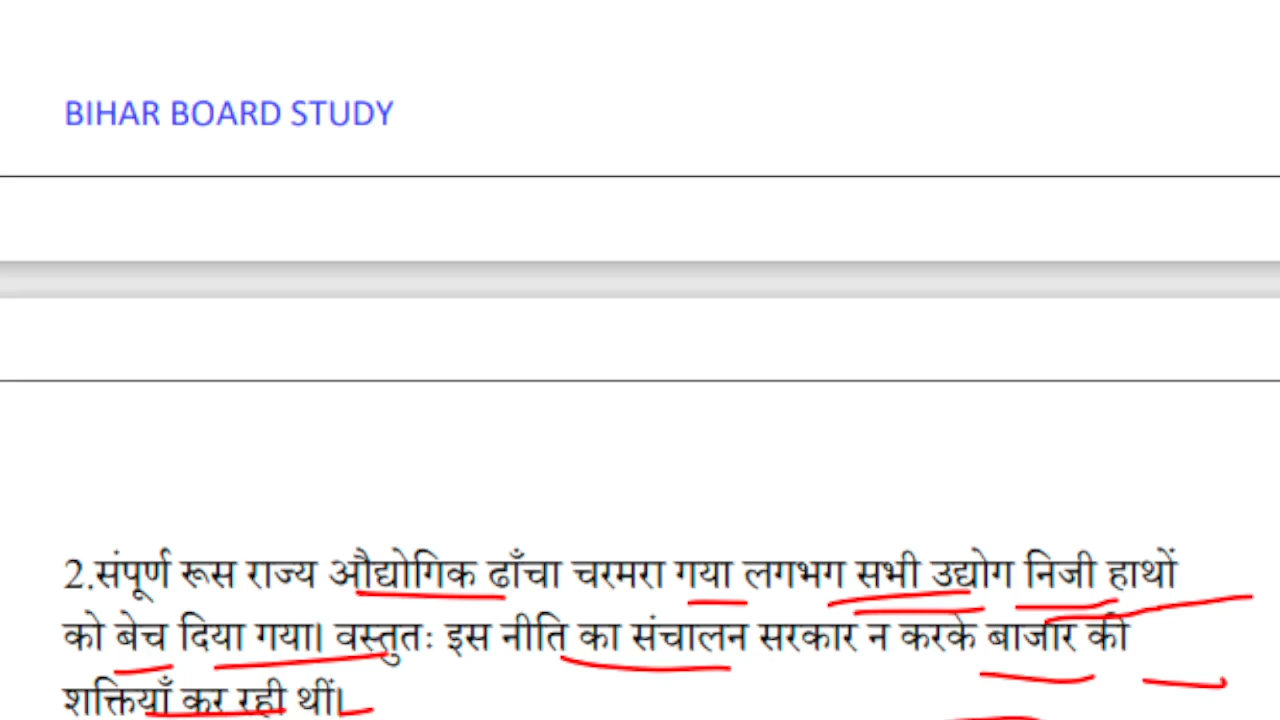 BIHAR BOARD STUDY
2.संपूर्ण रूस राज्य औद्योगिक ढाँचा चरमरा गया लगभग सभी उद्योग निजी हाथों
को बेच दिया गया। वस्तुतः इस नीति का संचालन सरकार न करके बाजार की
शक्तियाँ कर रही थीं।